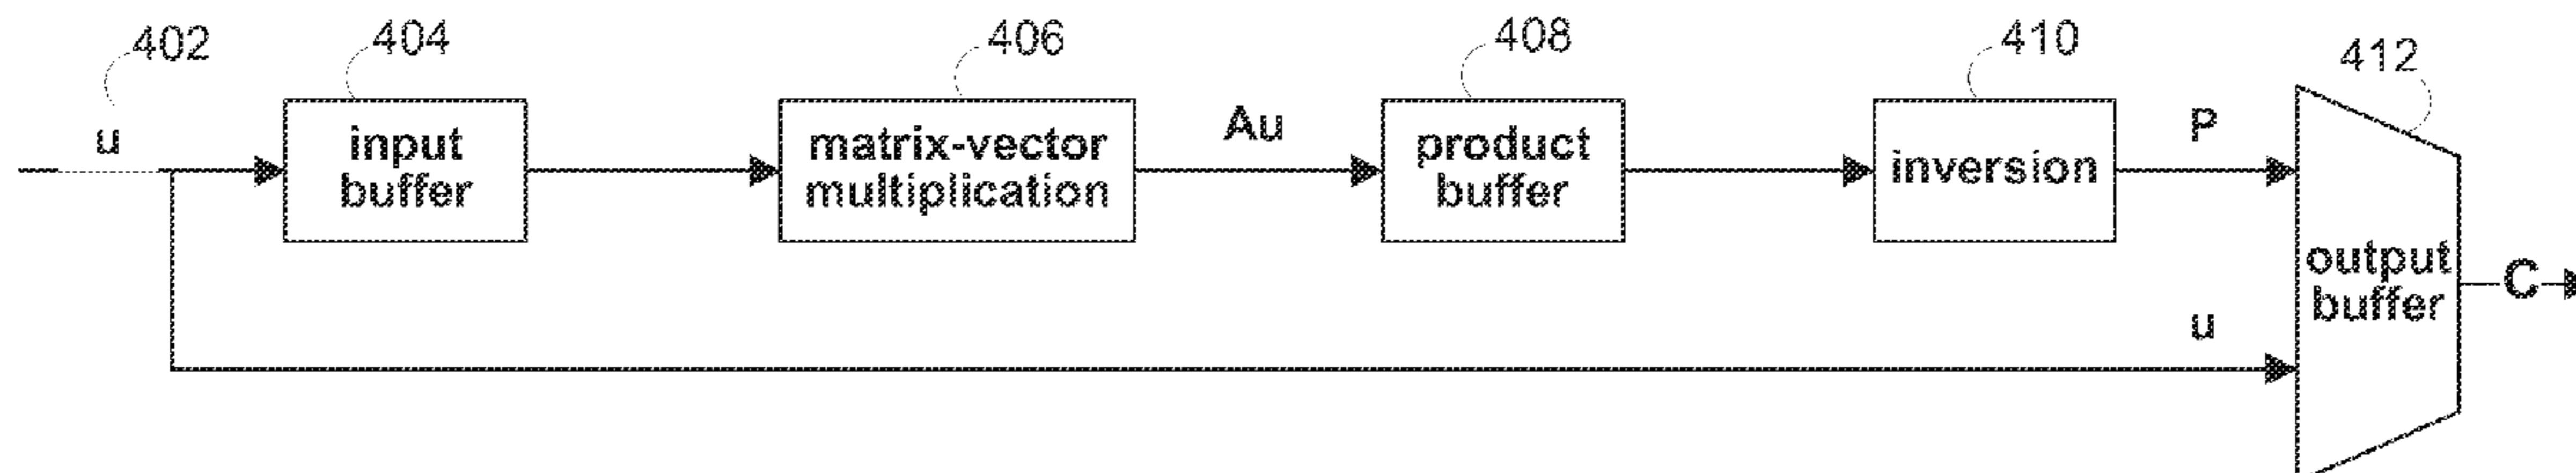 402
404
406
408
410
412
u
input
buffer
matrix-vector
multiplication
Au
product
buffer
inversion
P
output
buffer
C
u